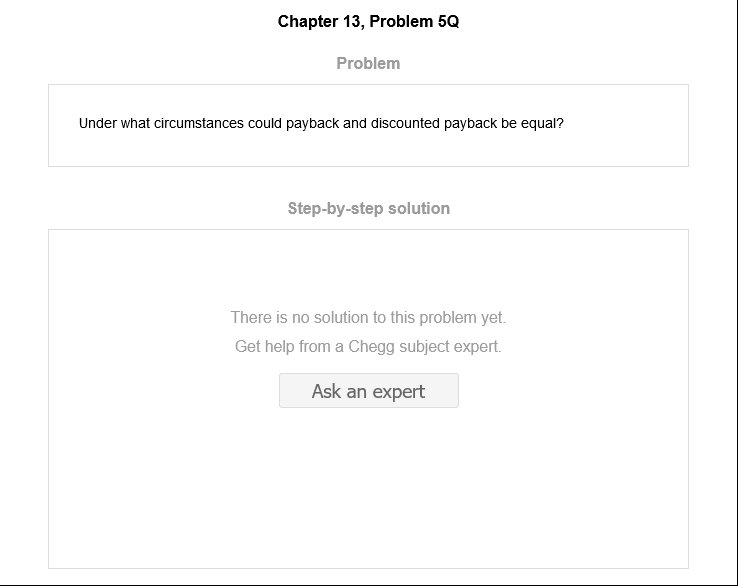 Chapter 13, Problem 5Q
Problem
Under what circumstances could payback and discounted payback be equal?
Step-by-step solution
There is no solution to this problem yet.
Get help from a Chegg subject expert.
Ask an expert